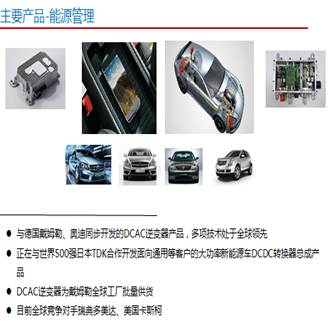 主要产品-能源管理
● 与德国戴姆勒、奥迪同步开发的DCAC逆变器产品，多项技术处于全球领先
● 正在与世界500强日本TDK合作开发面向通用等客户的大功率新能源车DCDC转换器总成产
品
● DCAC逆变器为戴姆勒全球工厂批量供货
● 目前全球竞争对手瑞典多美达、美国卡斯柯